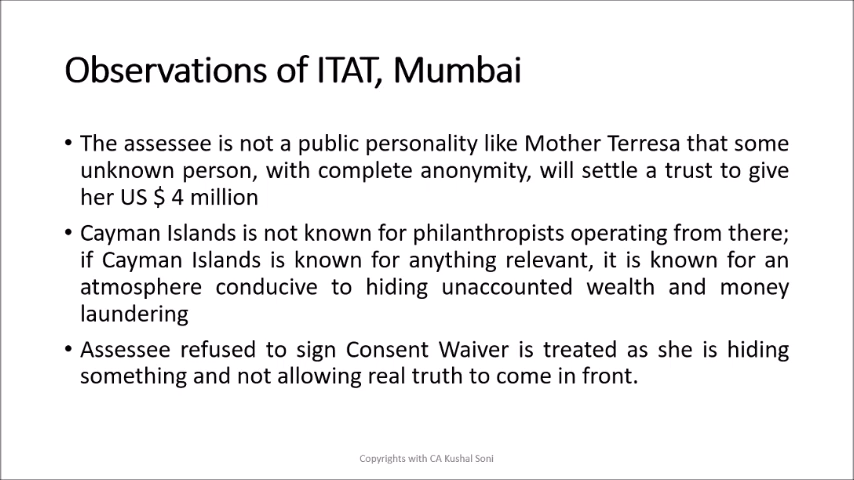 Observations of ITAT, Mumbai
• The assessee is not a public personality like Mother Terresa that some
unknown person, with complete anonymity, will settle a trust to give
her US $ 4 million
• Cayman Islands is not known for philanthropists operating from there;
if Cayman Islands is known for anything relevant, it is known for an
atmosphere conducive to hiding unaccounted wealth and money
laundering
• Assessee refused to sign Consent Waiver is treated as she is hiding
something and not allowing real truth to come in front.
Copyrights with CA Kushal Soni